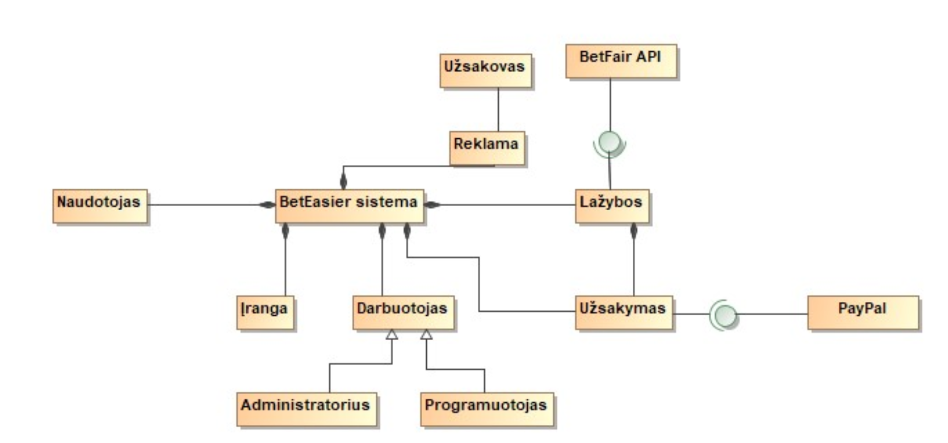 Užsakovas
BetFair API
Reklama
Naudotojas
BetEasier sistema
Lažybos
Įranga
Darbuotojas
Užsakymas
PayPal
Administratorius
Programuotojas